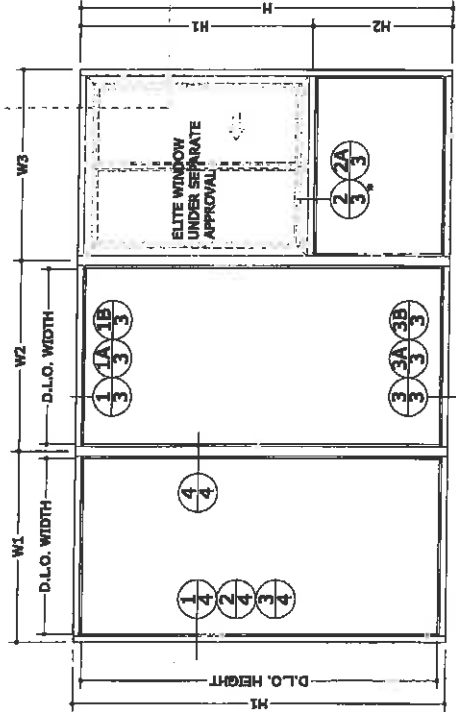 W1
W2
W3
D.L.O. WIDTH
D.L.O. WIDTH
H
H1
H2
H1
D.L.O. HEIGHT
ELITE WINDOW
UNDER SEPARATE
APPROVAL
1 1A 1B
3 3 3
2 2A
3 3
*
3 3A 3B
3 3 3
4
4
1
4
2
4
3
4